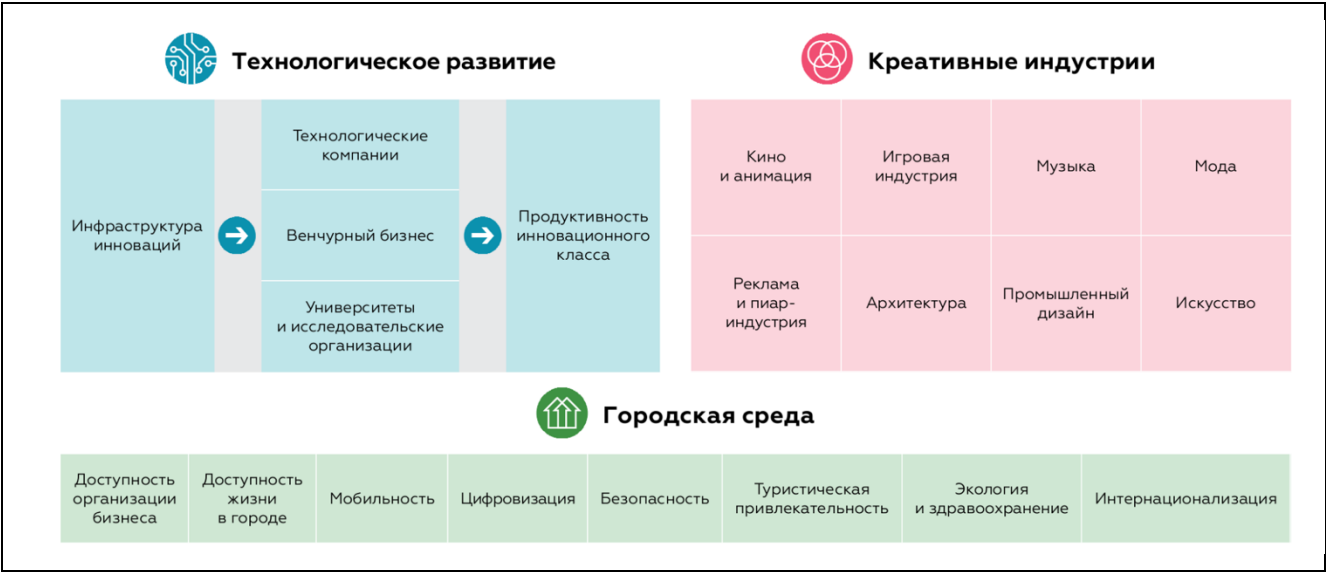 Технологическое развитие
Инфраструктура
инноваций
Технологические
компании
Венчурный бизнес
Университеты
и исследовательские
организации
Продуктивность
инновационного
класса
Креативные индустрии
Кино
и анимация
Игровая
индустрия
Музыка
Мода
Реклама
и пиар-
индустрия
Архитектура
Промышленный
дизайн
Искусство
Городская среда
Доступность
организации
бизнеса
Доступность
жизни
в городе
Мобильность
Цифровизация
Безопасность
Туристическая
привлекательность
Экология
и здравоохранение
Интернационализация